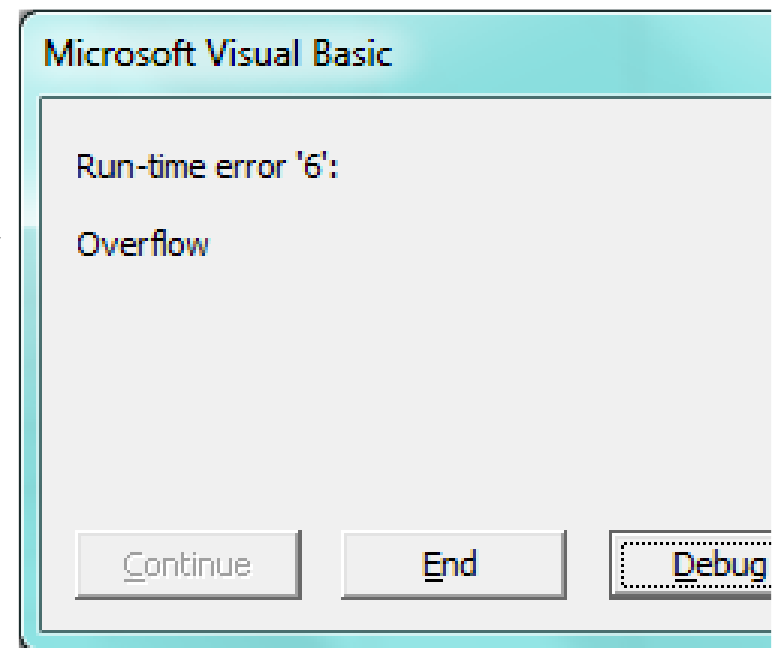 Microsoft Visual Basic
Run-time error '6':
Overflow
Continue
End
Debug